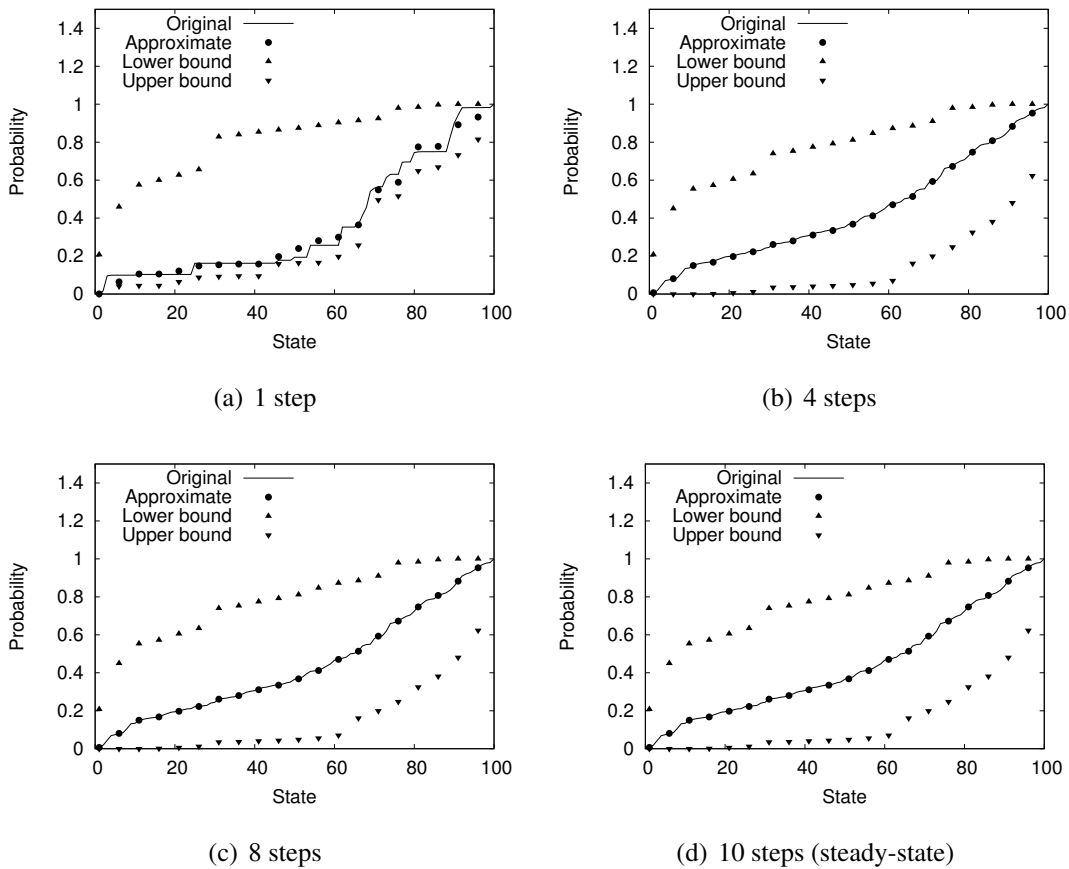 1.4
1.2
1
0.8
0.6
0.4
0.2
0
Probability
Original
Approximate
Lower bound
Upper bound
0 20 40 60 80 100
State
(a) 1 step
1.4
1.2
1
0.8
0.6
0.4
0.2
0
Probability
Original
Approximate
Lower bound
Upper bound
0 20 40 60 80 100
State
(b) 4 steps
1.4
1.2
1
0.8
0.6
0.4
0.2
0
Probability
Original
Approximate
Lower bound
Upper bound
0 20 40 60 80 100
State
(c) 8 steps
1.4
1.2
1
0.8
0.6
0.4
0.2
0
Probability
Original
Approximate
Lower bound
Upper bound
0 20 40 60 80 100
State
(d) 10 steps (steady-state)